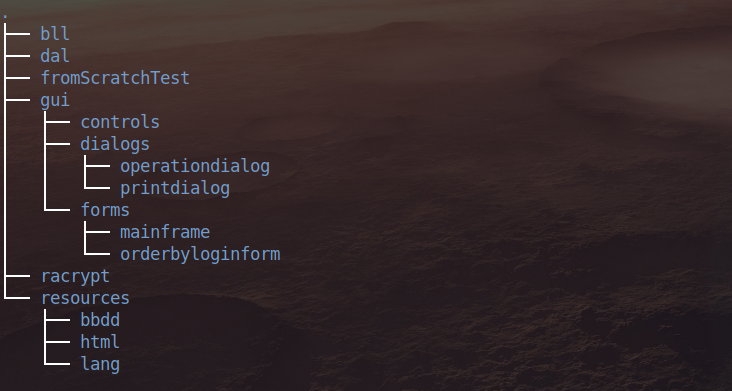 .
bll
dal
fromScratchTest
gui
controls
dialogs
operationdialog
printdialog
forms
mainframe
orderbyloginform
racrypt
resources
bbdd
html
lang